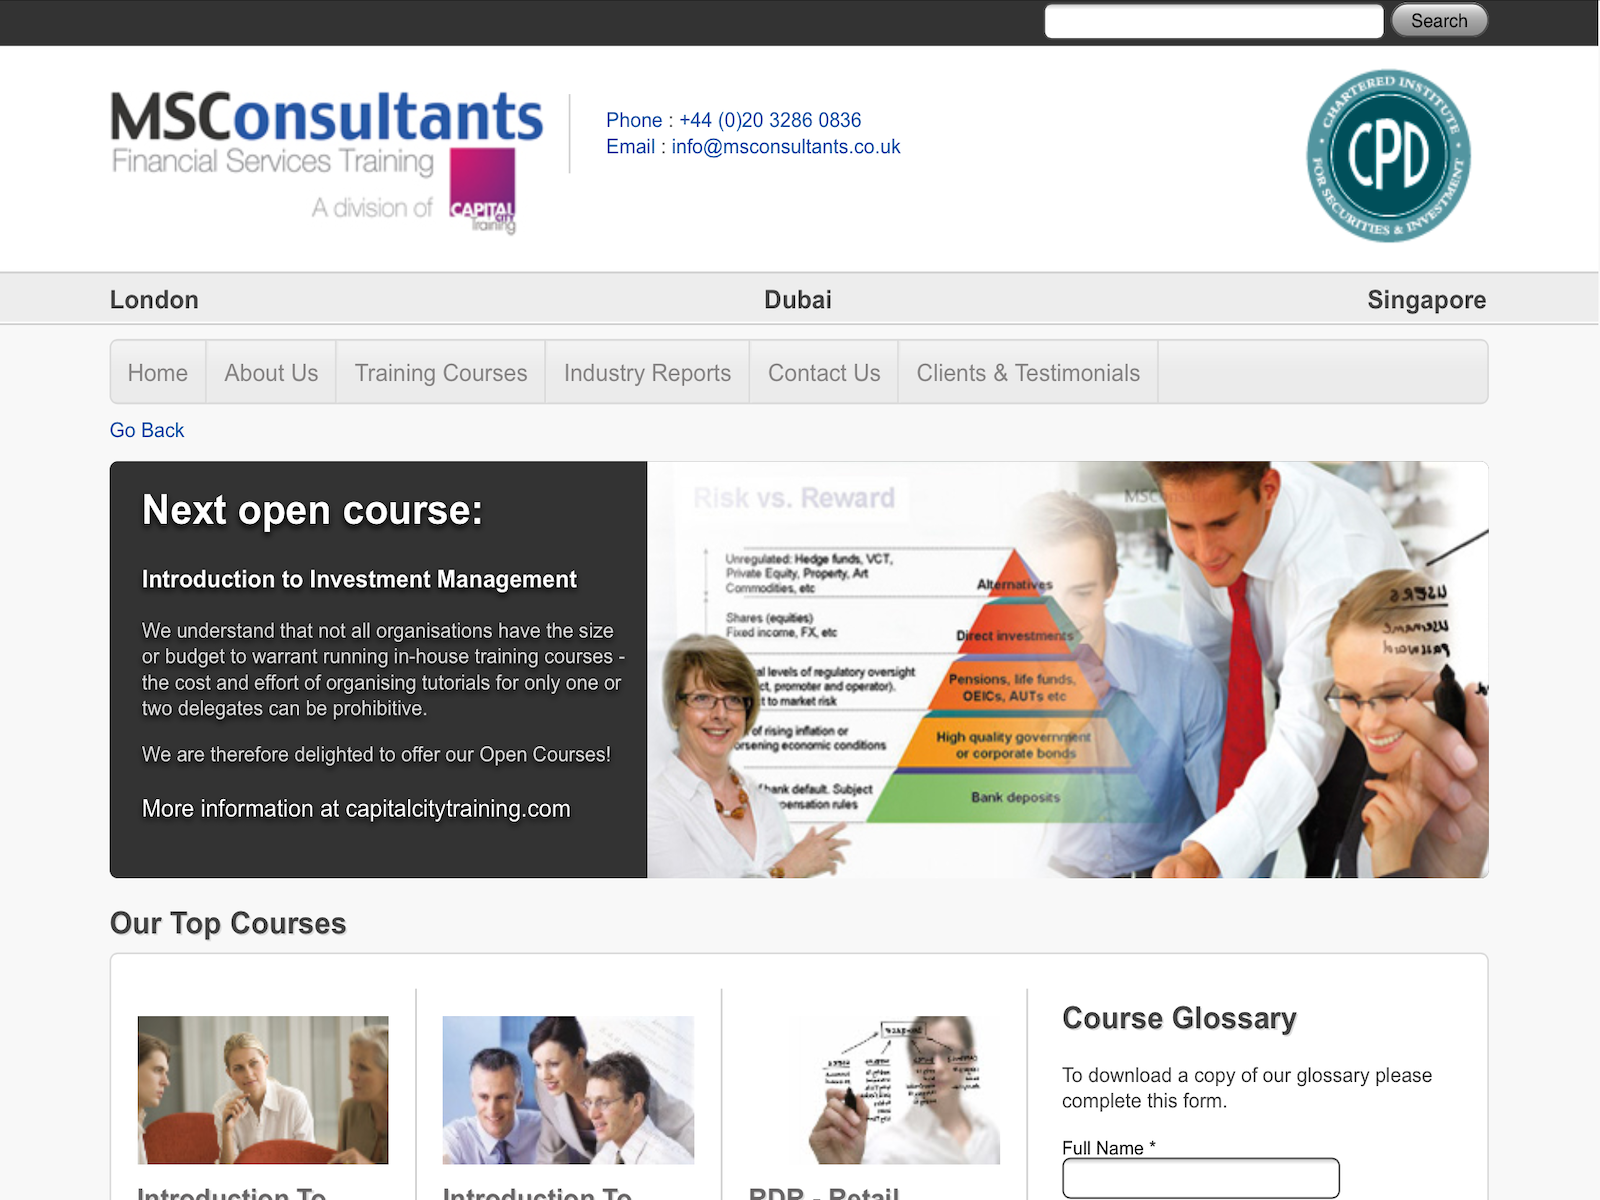 Search
MSConsultants
Financial Services Training
A division of
CAPITAL
CITY
Training
Phone : +44 (0)20 3286 0836
Email : info@msconsultants.co.uk
CHARTERED INSTITUTE
CPD
FOR SECURITIES & INVESTMENT
London
Dubai
Singapore
Home
About Us
Training Courses
Industry Reports
Contact Us
Clients & Testimonials
Go Back
Next open course:
Introduction to Investment Management
We understand that not all organisations have the size
or budget to warrant running in-house training courses -
the cost and effort of organising tutorials for only one or
two delegates can be prohibitive.
We are therefore delighted to offer our Open Courses!
More information at capitalcitytraining.com
Risk vs. Reward
Unregulated: Hedge funds, VCT,
Private Equity, Property, Art
Commodities, etc
Shares (equities)
Fixed income, FX, etc
al levels of regulatory oversight
ct, promoter and operator).
t to market risk
of rising inflation or
orsening economic conditions
bank default. Subject
pensation rules
Alternatives
Direct investments
Pensions, life funds,
OEICs, AUTs etc
High quality government
or corporate bonds
Bank deposits
Our Top Courses
Introduction To
Introduction To
RDR - Retail
Course Glossary
To download a copy of our glossary please
complete this form.
Full Name *